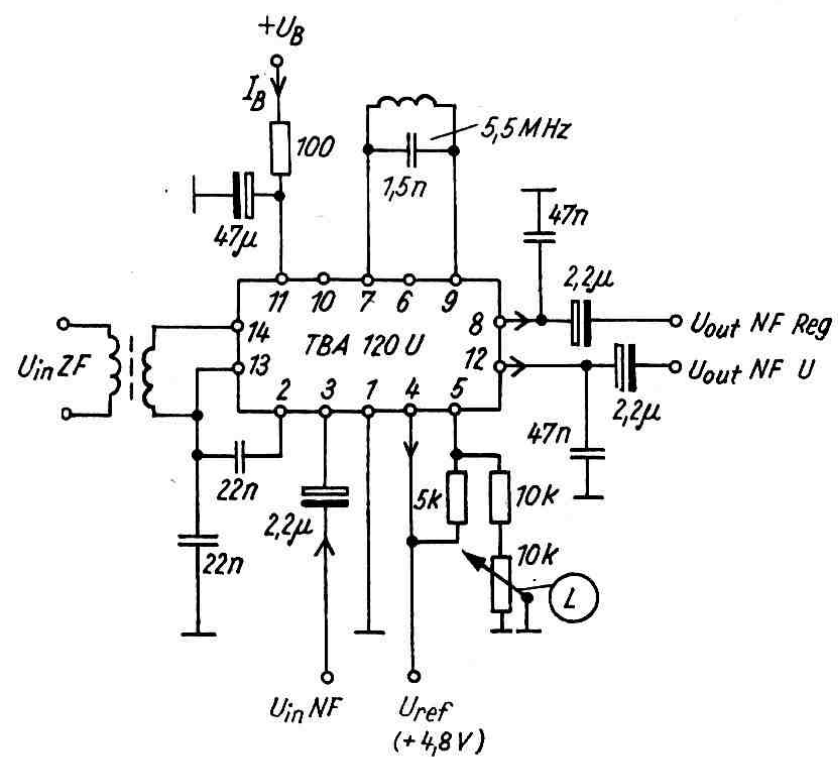 +U_B
I_B
100
5,5 MHz
1,5n
47μ
47n
2,2μ
11 10 7 6 9
14
8
U_out NF Reg
TBA 120 U
U_in ZF
13
12
U_out NF U
2 3 1 4 5
2,2μ
47n
22n
5k
10k
2,2μ
22n
10k
L
U_in NF
U_ref
(+4,8V)